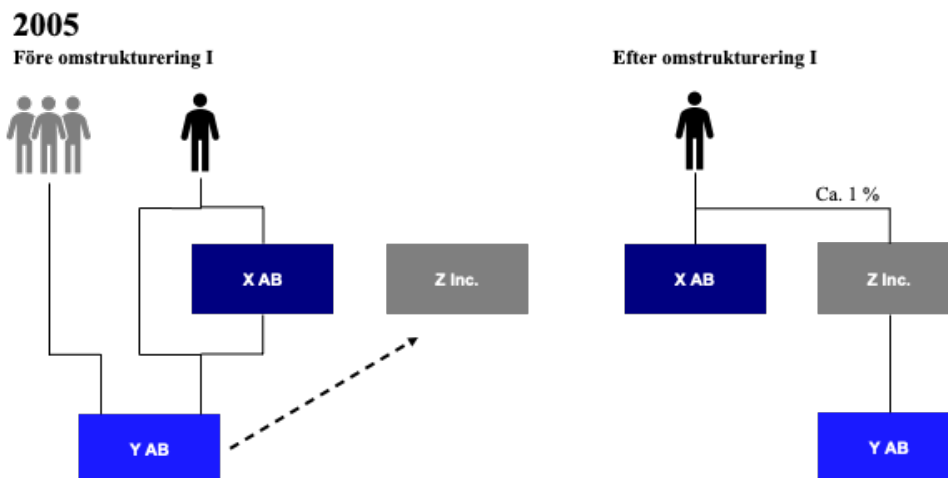 2005
Före omstrukturering I
Efter omstrukturering I
Ca. 1 %
X AB
Z Inc.
X AB
Z Inc.
Y AB
Y AB